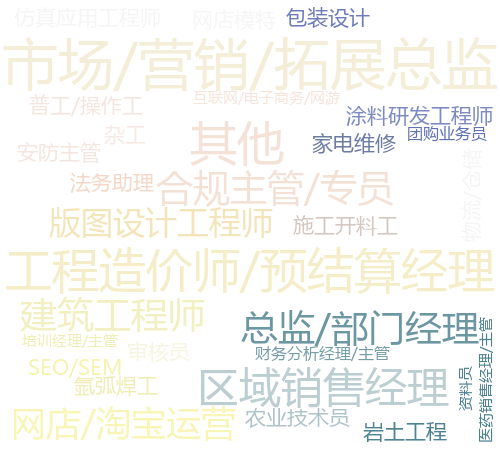 仿真应用工程师
网店模特
包装设计
市场/营销/拓展总监
普工/操作工
互联网/电子商务/网游
涂料研发工程师
杂工
其他
家电维修
团购业务员
安防主管
法务助理
合规主管/专员
物流/仓储
版图设计工程师
施工开料工
工程造价师/预结算经理
建筑工程师
总监/部门经理
培训经理/主管
审核员
财务分析经理/主管
SEO/SEM
氩弧焊工
区域销售经理
资料员
医药销售经理/主管
网店/淘宝运营
农业技术员
岩土工程